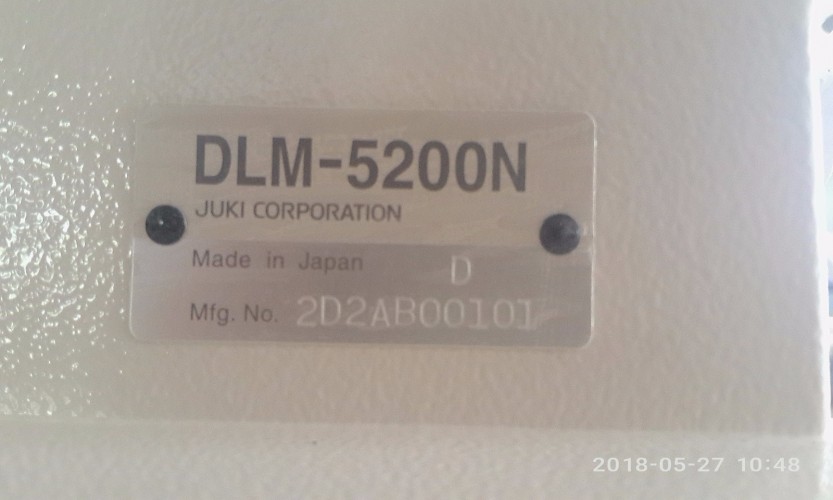 DLM-5200N
JUKI CORPORATION
Made in Japan D
Mfg. No. 2D2AB00101
2018-05-27 10:48